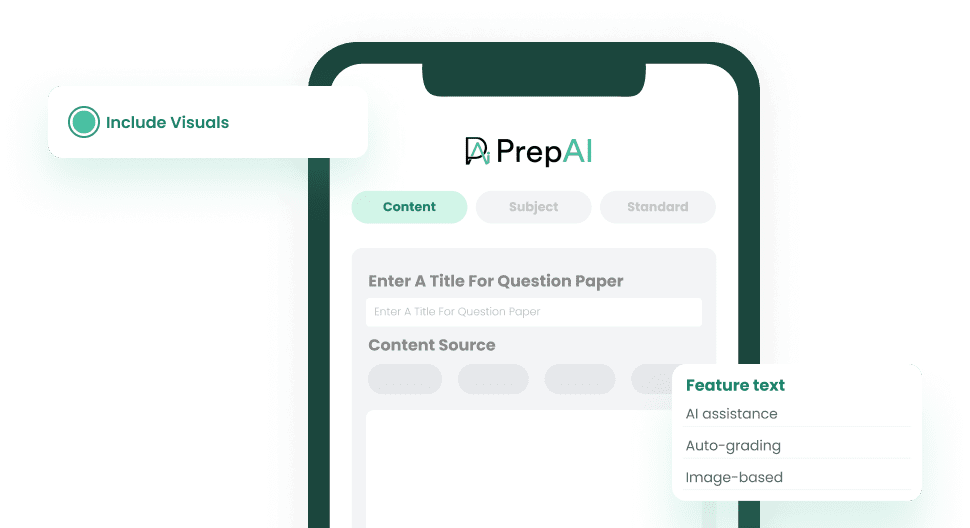 Include Visuals
PrepAI
Content
Subject
Standard
Enter A Title For Question Paper
Enter A Title For Question Paper
Content Source
Feature text
AI assistance
Auto-grading
Image-based